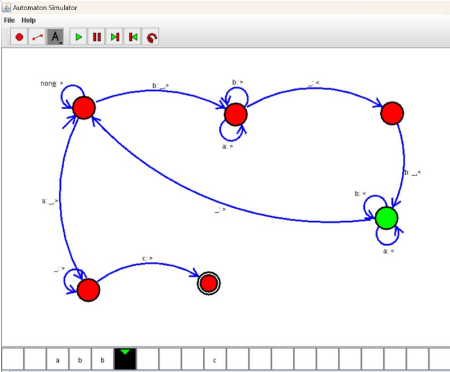 Automaton Simulator
File Help
A
none: >
b: _,>
b: >
_: <
a: >
b: _,<
a: _,>
_: >
b: <
a: <
_: >
c: >
a b b c